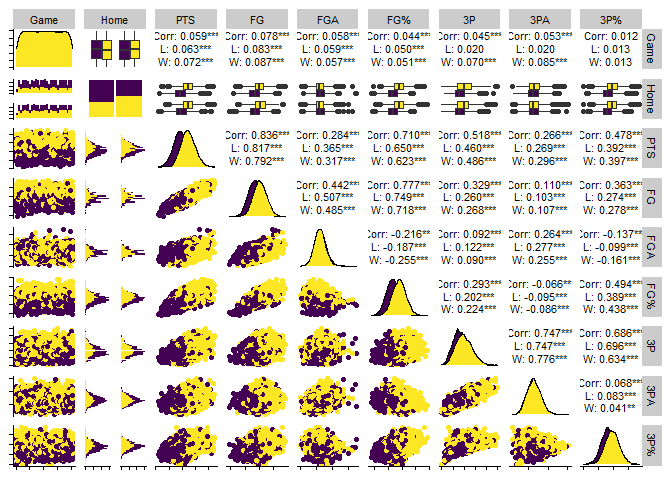 Game Home PTS FG FGA FG% 3P 3PA 3P%
Corr: 0.059*** Corr: 0.078*** Corr: 0.058*** Corr: 0.044*** Corr: 0.045*** Corr: 0.053*** Corr: 0.012
L: 0.063*** L: 0.083*** L: 0.059*** L: 0.050*** L: 0.020 L: 0.020 L: 0.013
W: 0.072*** W: 0.087*** W: 0.057*** W: 0.051*** W: 0.070*** W: 0.085*** W: 0.013
Game
Home
Corr: 0.836*** Corr: 0.284*** Corr: 0.710*** Corr: 0.518*** Corr: 0.266*** Corr: 0.478***
L: 0.817*** L: 0.365*** L: 0.650*** L: 0.460*** L: 0.269*** L: 0.392***
W: 0.792*** W: 0.317*** W: 0.623*** W: 0.486*** W: 0.296*** W: 0.397***
PTS
Corr: 0.442*** Corr: 0.777*** Corr: 0.329*** Corr: 0.110*** Corr: 0.363***
L: 0.507*** L: 0.749*** L: 0.260*** L: 0.103*** L: 0.274***
W: 0.485*** W: 0.718*** W: 0.268*** W: 0.107*** W: 0.278***
FG
Corr: -0.216*** Corr: 0.092*** Corr: 0.264*** Corr: -0.137***
L: -0.187*** L: 0.122*** L: 0.277*** L: -0.099***
W: -0.255*** W: 0.090*** W: 0.255*** W: -0.161***
FGA
Corr: 0.293*** Corr: -0.066*** Corr: 0.494***
L: 0.202*** L: -0.095*** L: 0.389***
W: 0.224*** W: -0.086*** W: 0.438***
FG%
Corr: 0.747*** Corr: 0.686***
L: 0.747*** L: 0.696***
W: 0.776*** W: 0.634***
3P
Corr: 0.068***
L: 0.083***
W: 0.041**
3PA
3P%